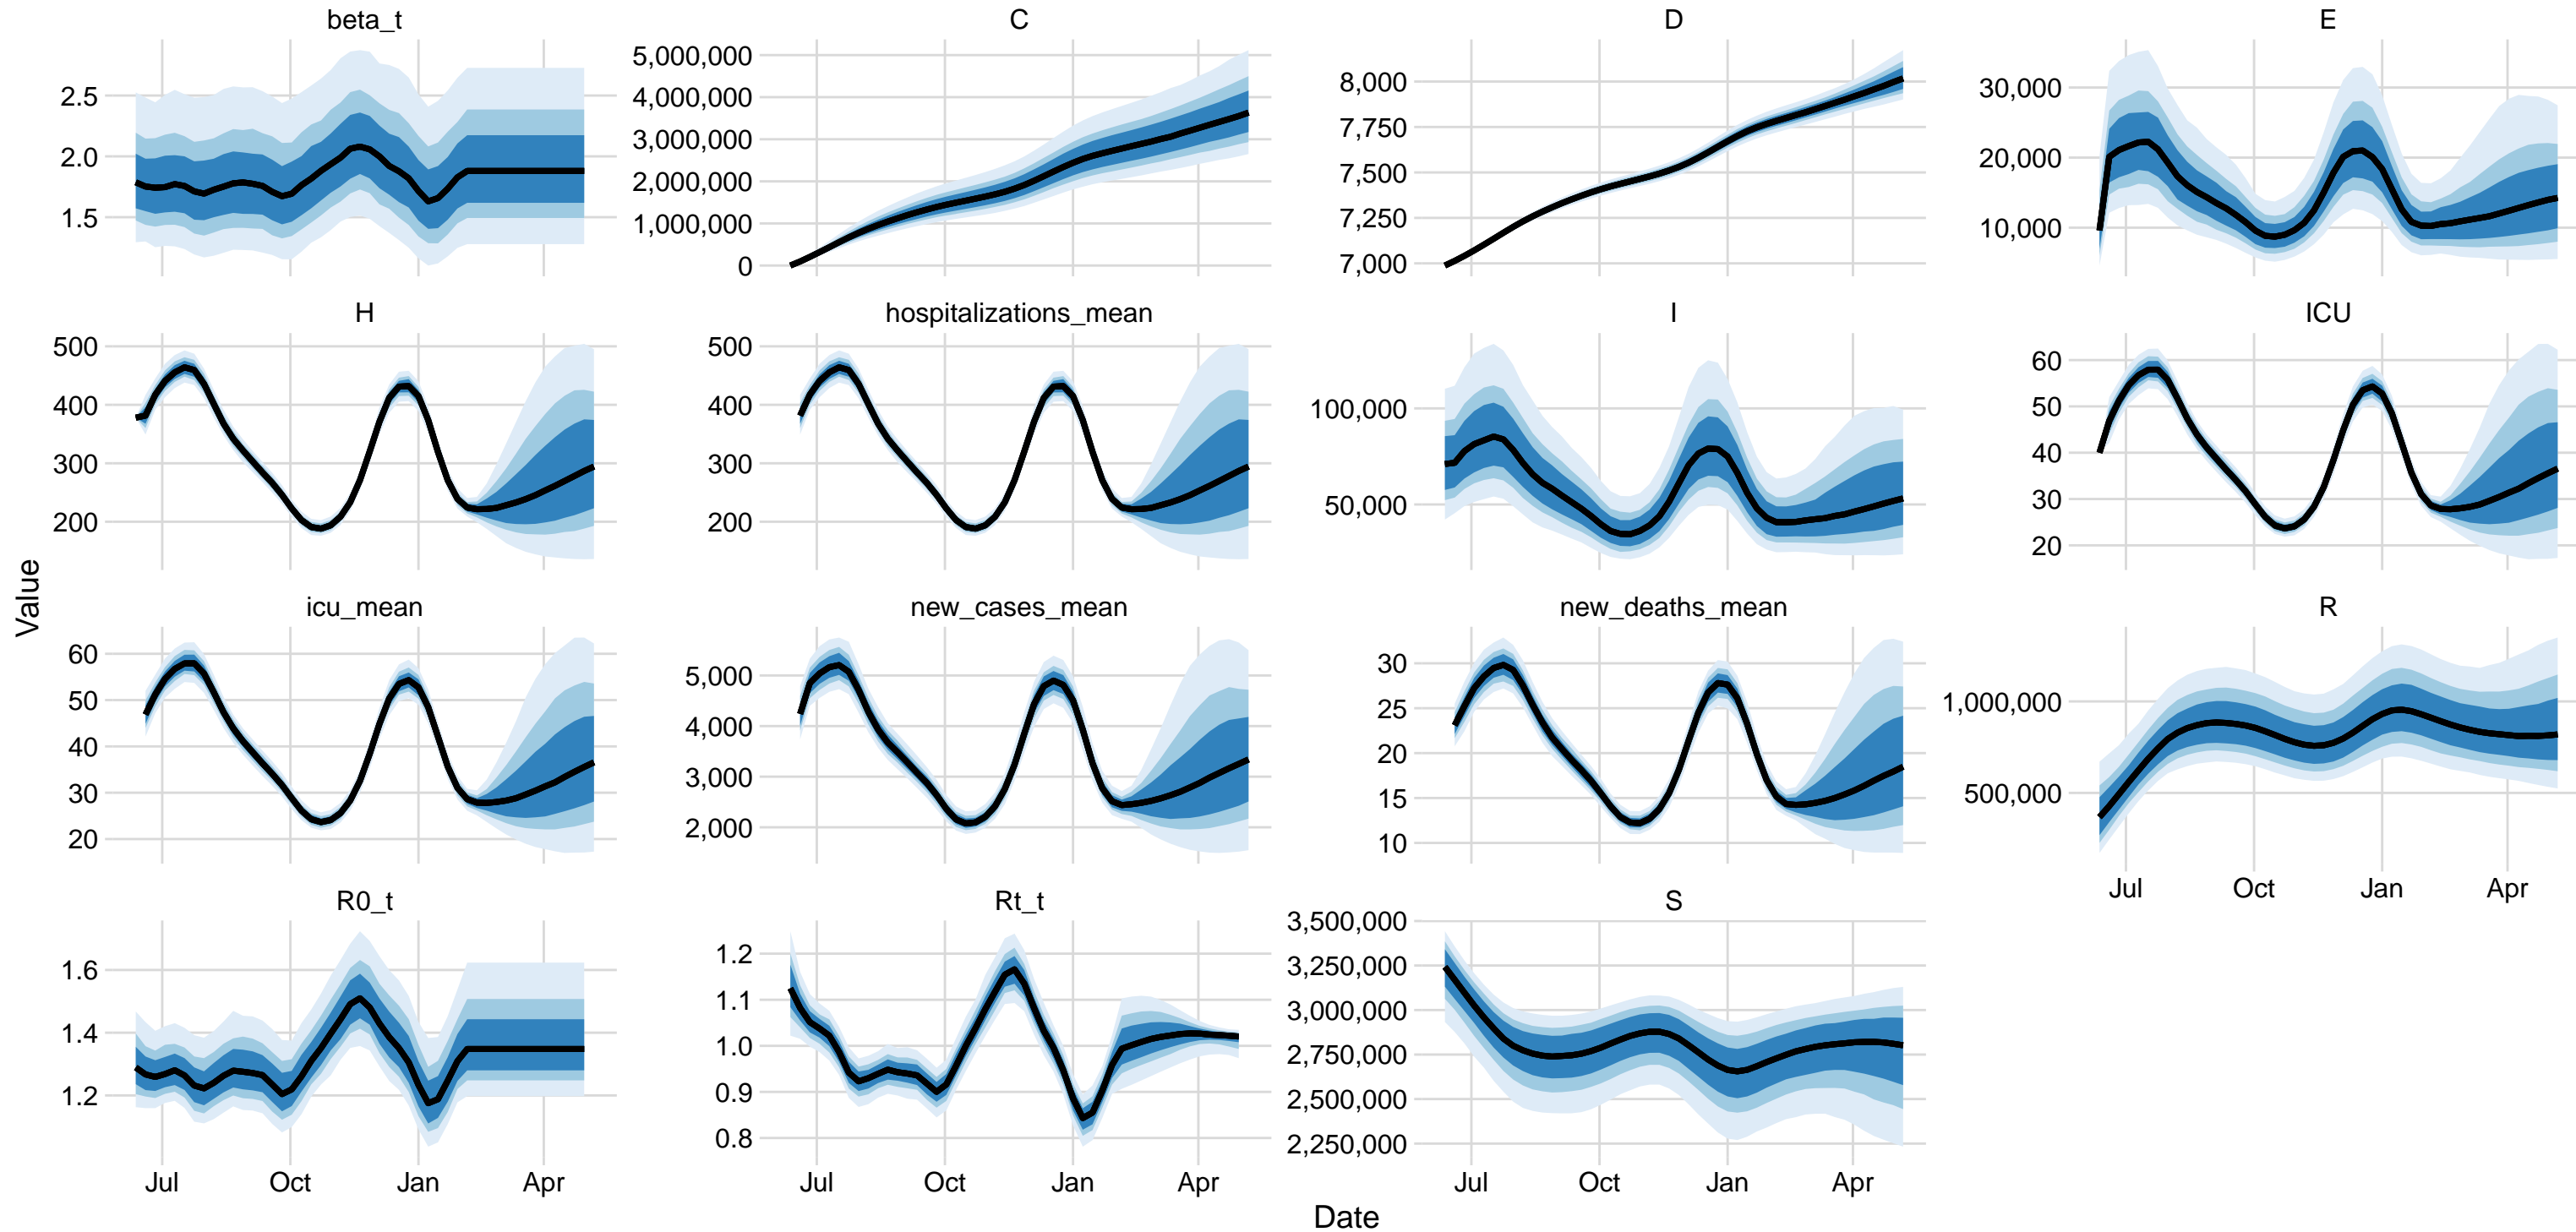 beta_t
C
D
E
2.5
2.0
1.5
5,000,000
4,000,000
3,000,000
2,000,000
1,000,000
0
8,000
7,750
7,500
7,250
7,000
30,000
20,000
10,000
H
hospitalizations_mean
I
ICU
500
400
300
200
500
400
300
200
100,000
50,000
60
50
40
30
20
Value
icu_mean
new_cases_mean
new_deaths_mean
R
60
50
40
30
20
5,000
4,000
3,000
2,000
30
25
20
15
10
1,000,000
500,000
Jul Oct Jan Apr
R0_t
Rt_t
S
1.6
1.4
1.2
1.2
1.1
1.0
0.9
0.8
3,500,000
3,250,000
3,000,000
2,750,000
2,500,000
2,250,000
Jul Oct Jan Apr
Jul Oct Jan Apr
Jul Oct Jan Apr
Date